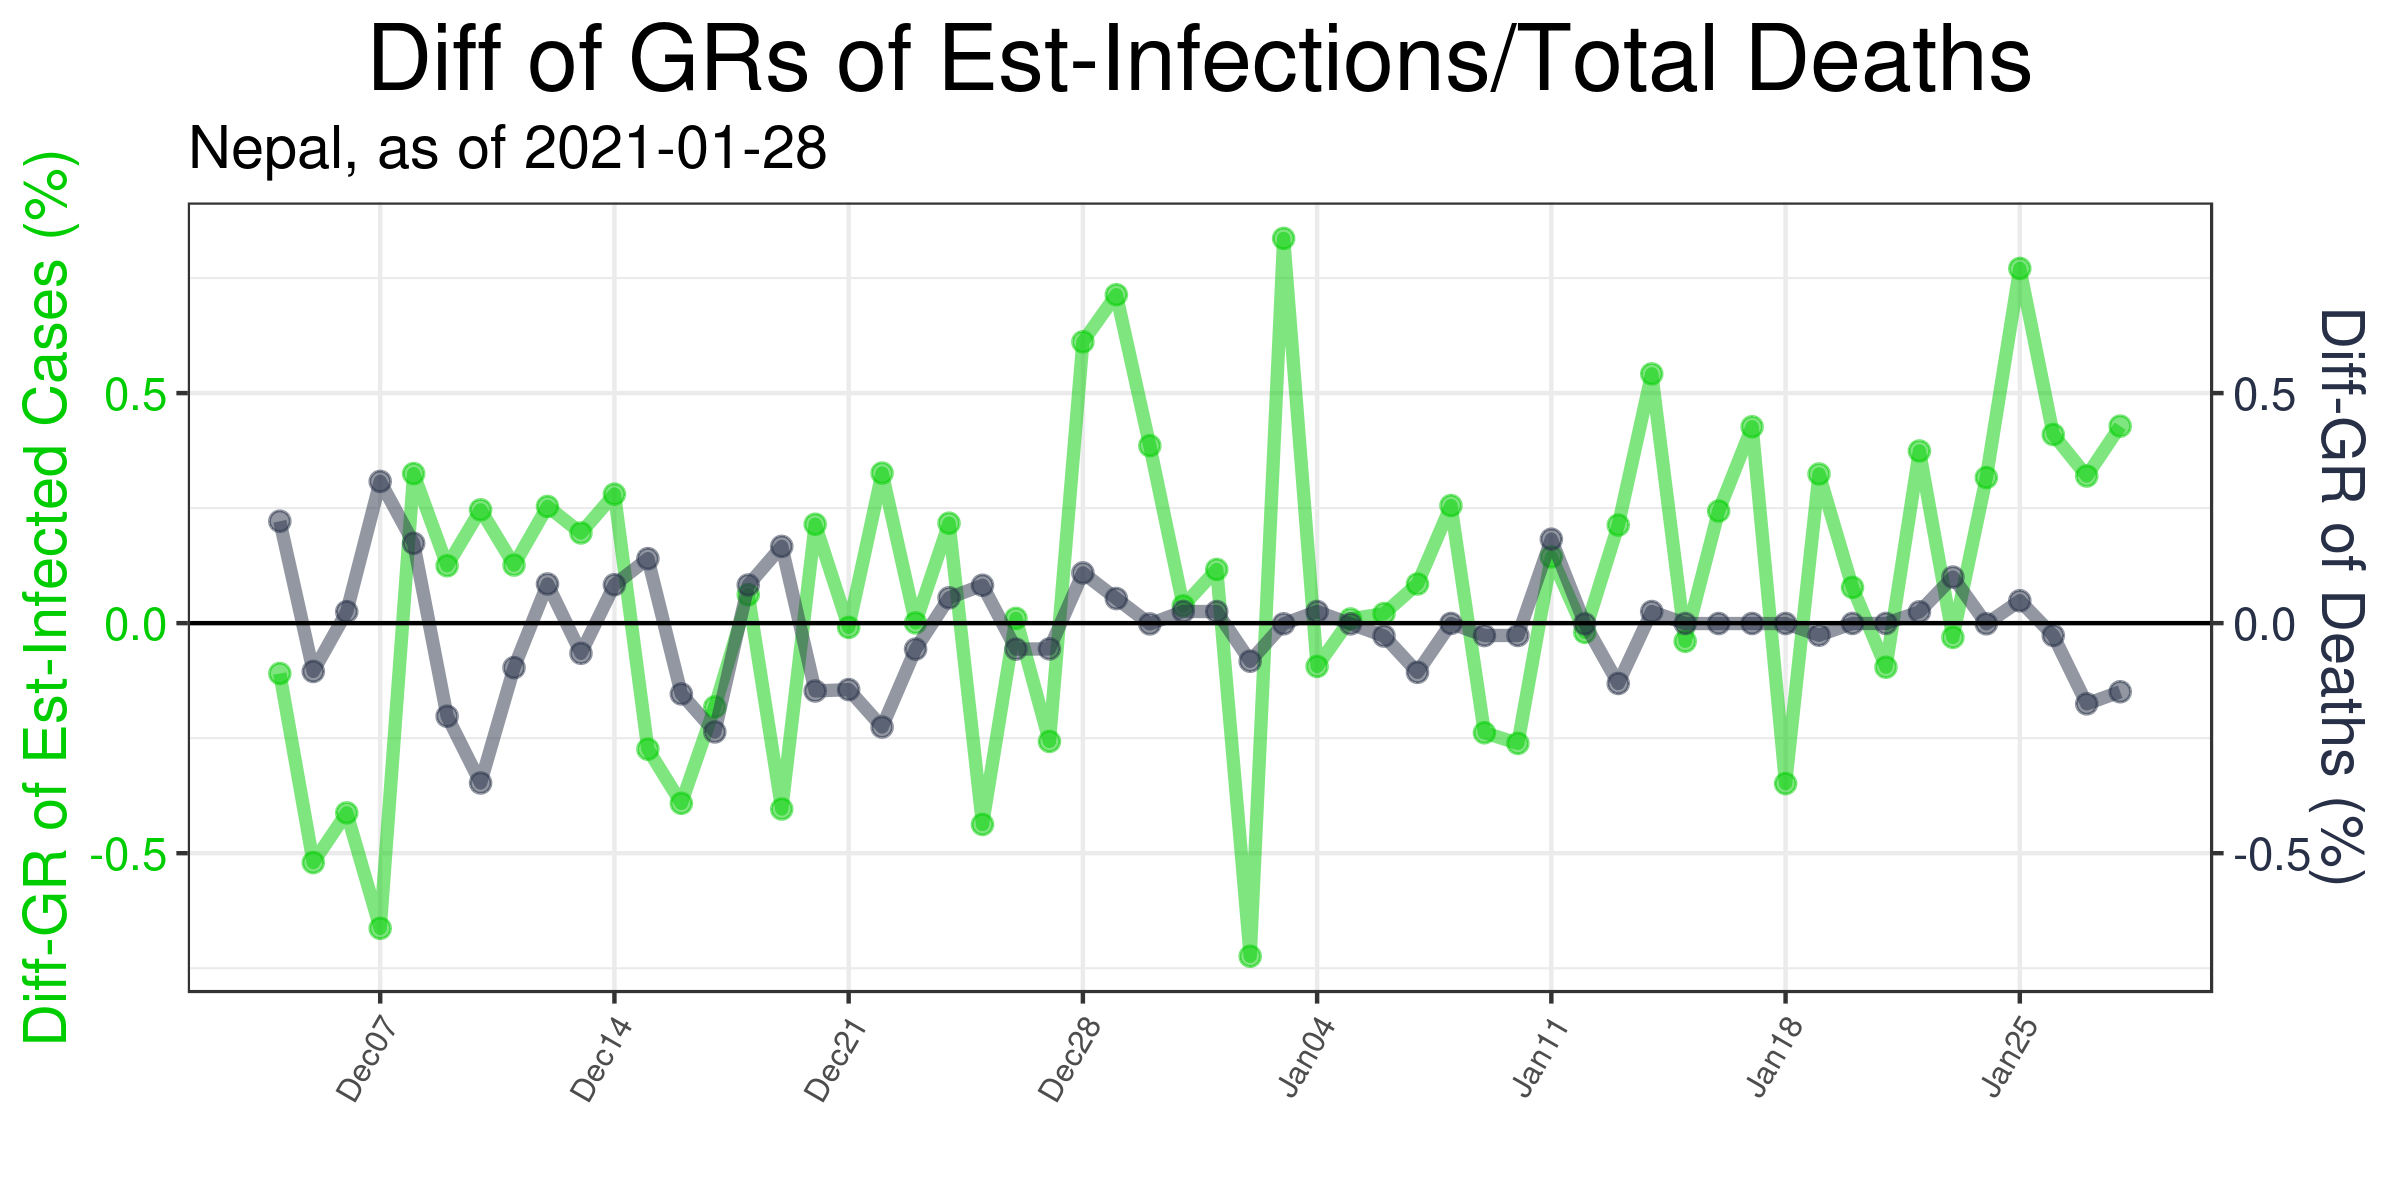 Diff of GRs of Est-Infections/Total Deaths
Nepal, as of 2021-01-28
Diff-GR of Est-Infected Cases (%)
0.5
0.0
-0.5
0.5
0.0
-0.5
Diff-GR of Deaths (%)
Dec07
Dec14
Dec21
Dec28
Jan04
Jan11
Jan18
Jan25